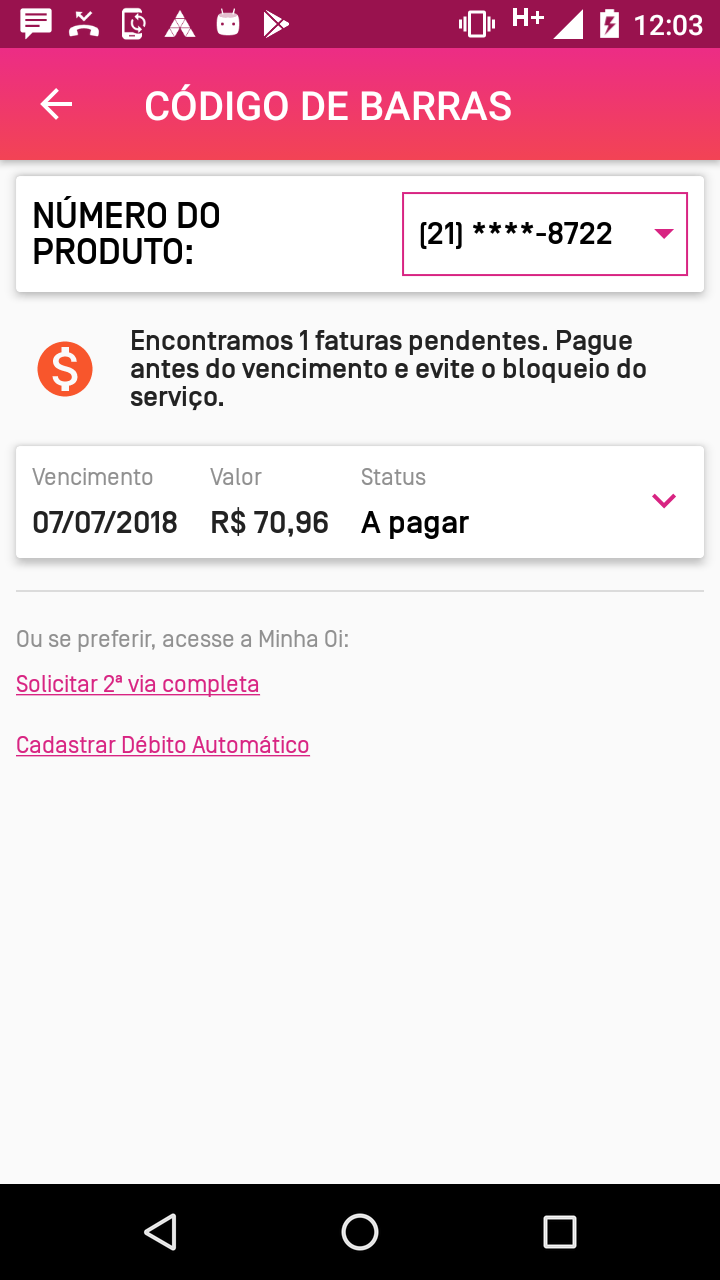 H+ 12:03
CÓDIGO DE BARRAS
NÚMERO DO
PRODUTO:
(21) ****-8722
Encontramos 1 faturas pendentes. Pague
antes do vencimento e evite o bloqueio do
serviço.
Vencimento Valor Status
07/07/2018 R$ 70,96 A pagar
Ou se preferir, acesse a Minha Oi:
Solicitar 2ª via completa
Cadastrar Débito Automático